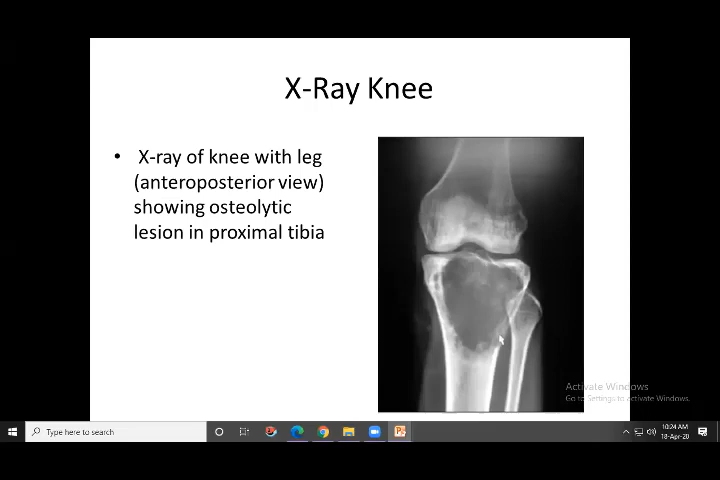 X-Ray Knee
• X-ray of knee with leg
(anteroposterior view)
showing osteolytic
lesion in proximal tibia
Activate Windows
Go to Settings to activate Windows.
Type here to search
10:24 AM
18-Apr-20